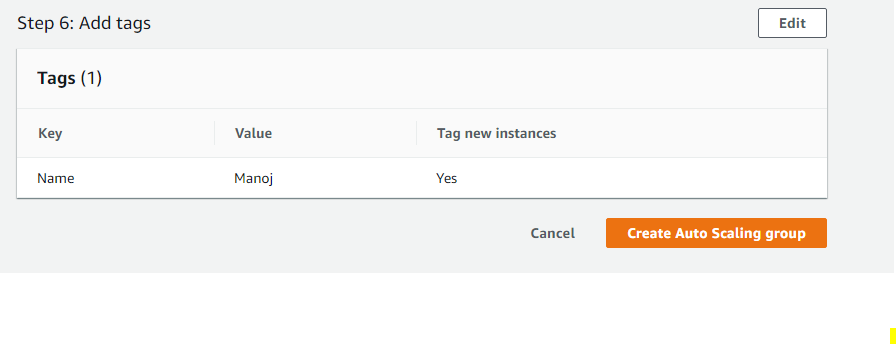 Step 6: Add tags
Edit
Tags (1)
Key Value Tag new instances
Name Manoj Yes
Cancel Create Auto Scaling group